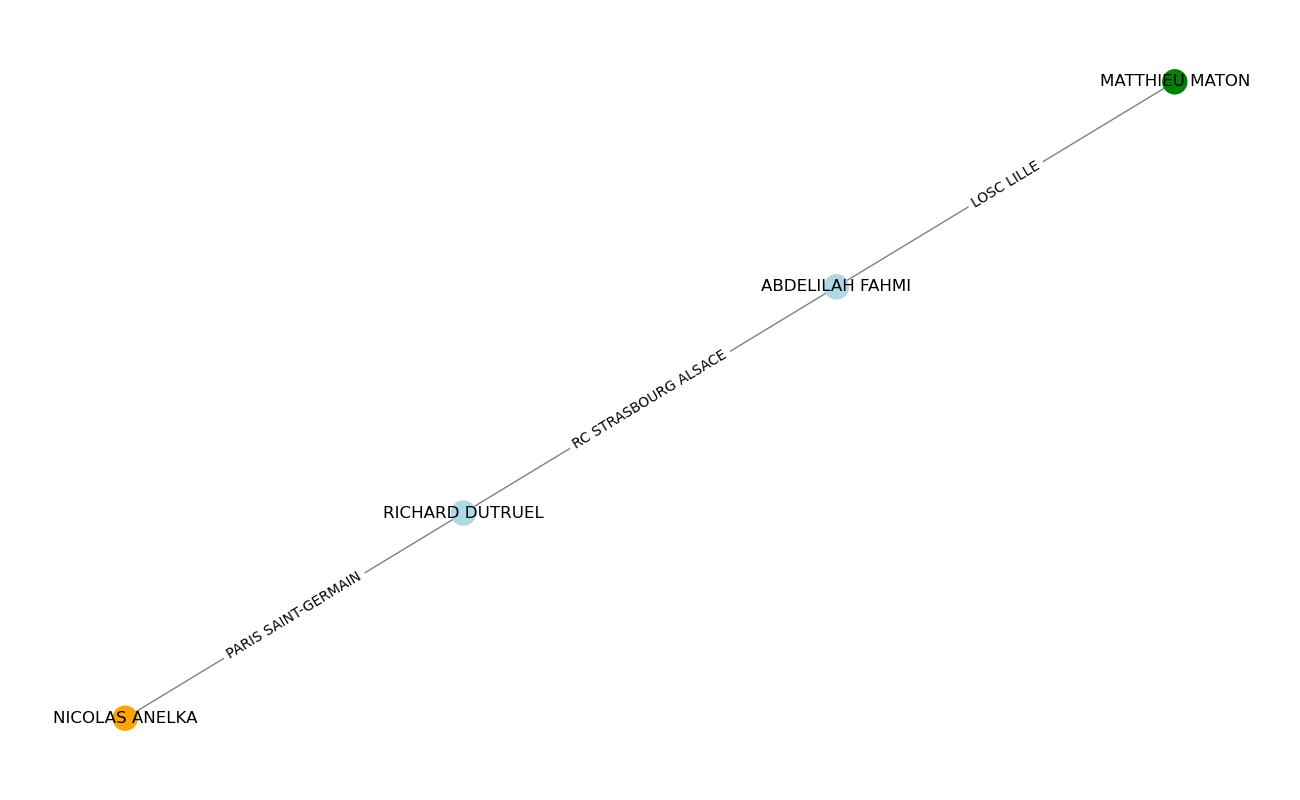 MATTHIEU MATON
LOSC LILLE
ABDELILAH FAHMI
RC STRASBOURG ALSACE
RICHARD DUTRUEL
PARIS SAINT-GERMAIN
NICOLAS ANELKA